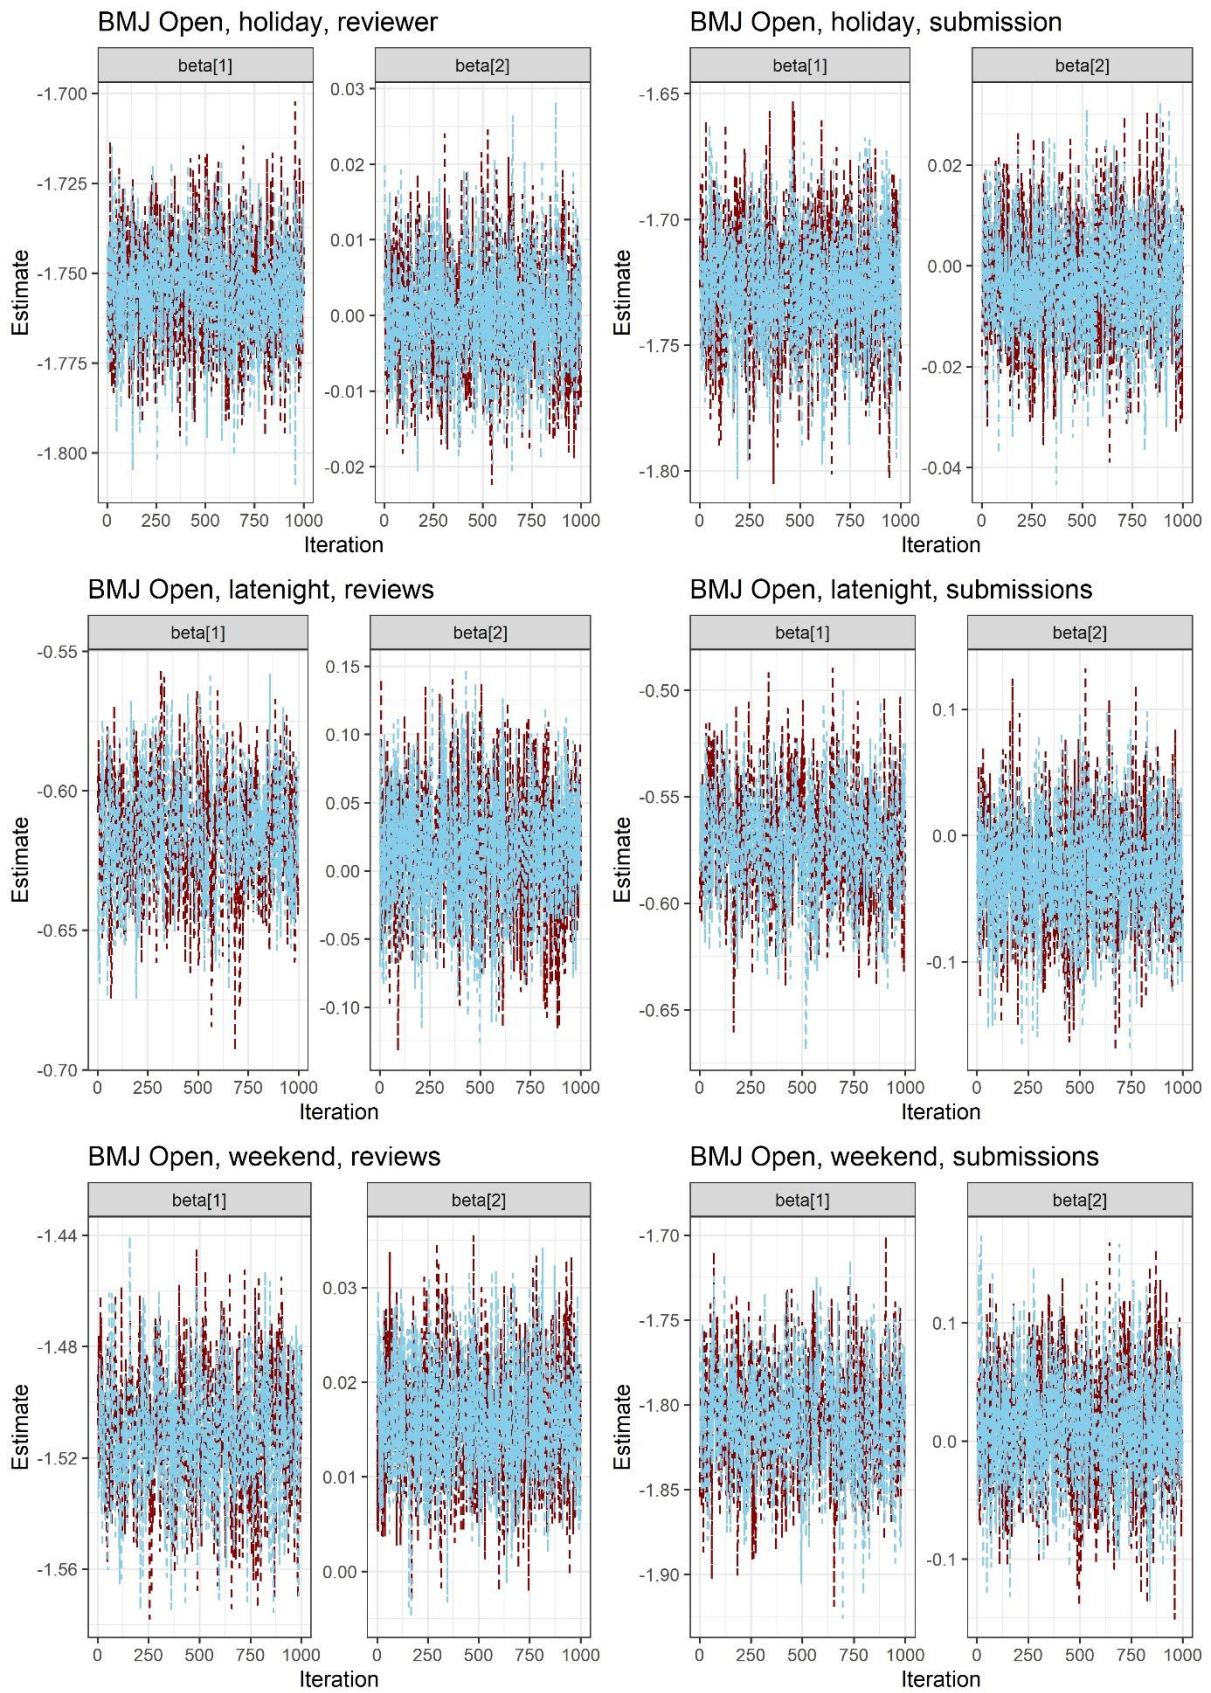 BMJ Open, holiday, reviewer
beta[1]
beta[2]
Estimate
-1.700
-1.725
-1.750
-1.775
-1.800
0.03
0.02
0.01
0.00
-0.01
-0.02
0 250 500 750 1000
0 250 500 750 1000
Iteration
BMJ Open, holiday, submission
beta[1]
beta[2]
Estimate
-1.65
-1.70
-1.75
-1.80
0.02
0.00
-0.02
-0.04
0 250 500 750 1000
0 250 500 750 1000
Iteration
BMJ Open, latenight, reviews
beta[1]
beta[2]
Estimate
-0.55
-0.60
-0.65
-0.70
0.15
0.10
0.05
0.00
-0.05
-0.10
0 250 500 750 1000
0 250 500 750 1000
Iteration
BMJ Open, latenight, submissions
beta[1]
beta[2]
Estimate
-0.50
-0.55
-0.60
-0.65
0.1
0.0
-0.1
0 250 500 750 1000
0 250 500 750 1000
Iteration
BMJ Open, weekend, reviews
beta[1]
beta[2]
Estimate
-1.44
-1.48
-1.52
-1.56
0.03
0.02
0.01
0.00
0 250 500 750 1000
0 250 500 750 1000
Iteration
BMJ Open, weekend, submissions
beta[1]
beta[2]
Estimate
-1.70
-1.75
-1.80
-1.85
-1.90
0.1
0.0
-0.1
0 250 500 750 1000
0 250 500 750 1000
Iteration